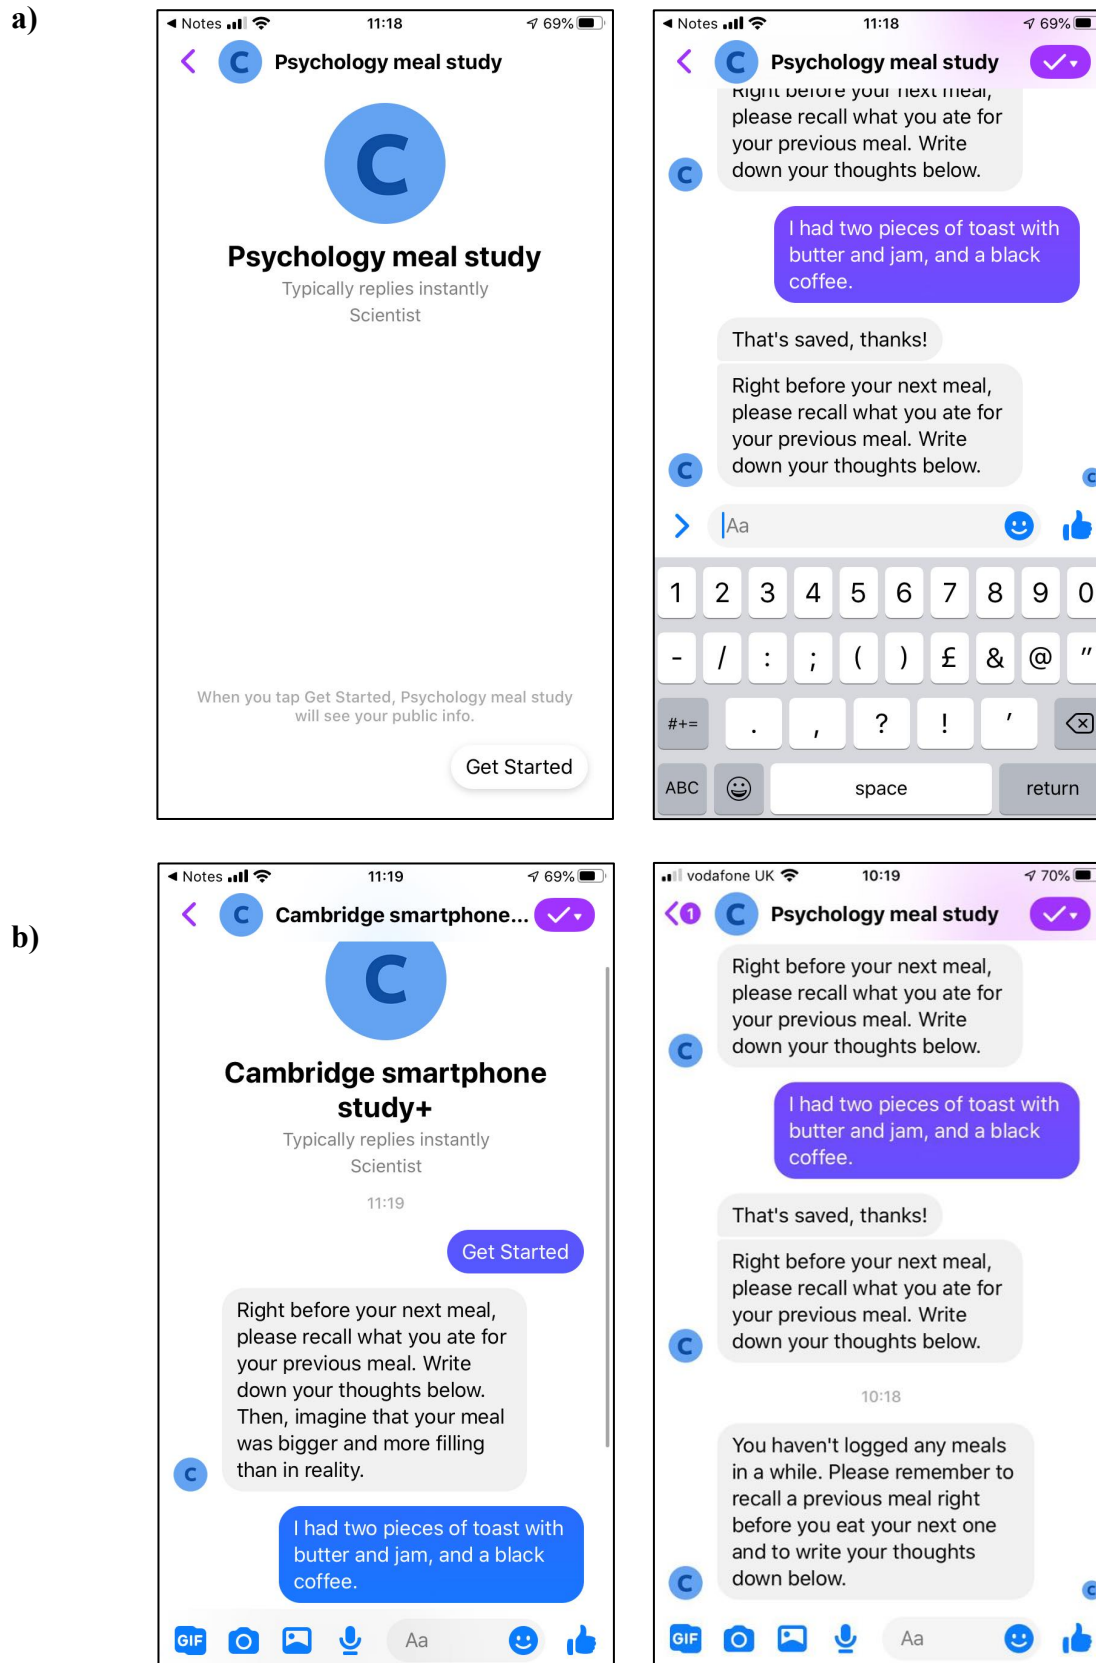 a)
Notes 11:18 69%
C Psychology meal study
C
Psychology meal study
Typically replies instantly
Scientist
When you tap Get Started, Psychology meal study
will see your public info.
Get Started
Notes 11:18 69%
C Psychology meal study
Right before your next meal,
please recall what you ate for
your previous meal. Write
down your thoughts below.
C
I had two pieces of toast with
butter and jam, and a black
coffee.
That's saved, thanks!
Right before your next meal,
please recall what you ate for
your previous meal. Write
down your thoughts below.
C
C
Aa
1 2 3 4 5 6 7 8 9 0
- / : ; ( ) £ & @ "
#+= . , ? ! '
ABC space return
b)
Notes 11:19 69%
C Cambridge smartphone...
C
Cambridge smartphone
study+
Typically replies instantly
Scientist
11:19
Get Started
Right before your next meal,
please recall what you ate for
your previous meal. Write
down your thoughts below.
Then, imagine that your meal
was bigger and more filling
than in reality.
C
I had two pieces of toast with
butter and jam, and a black
coffee.
GIF Aa
vodafone UK 10:19 70%
1 C Psychology meal study
Right before your next meal,
please recall what you ate for
your previous meal. Write
down your thoughts below.
C
I had two pieces of toast with
butter and jam, and a black
coffee.
That's saved, thanks!
Right before your next meal,
please recall what you ate for
your previous meal. Write
down your thoughts below.
C
10:18
You haven't logged any meals
in a while. Please remember to
recall a previous meal right
before you eat your next one
and to write your thoughts
down below.
C
C
GIF Aa